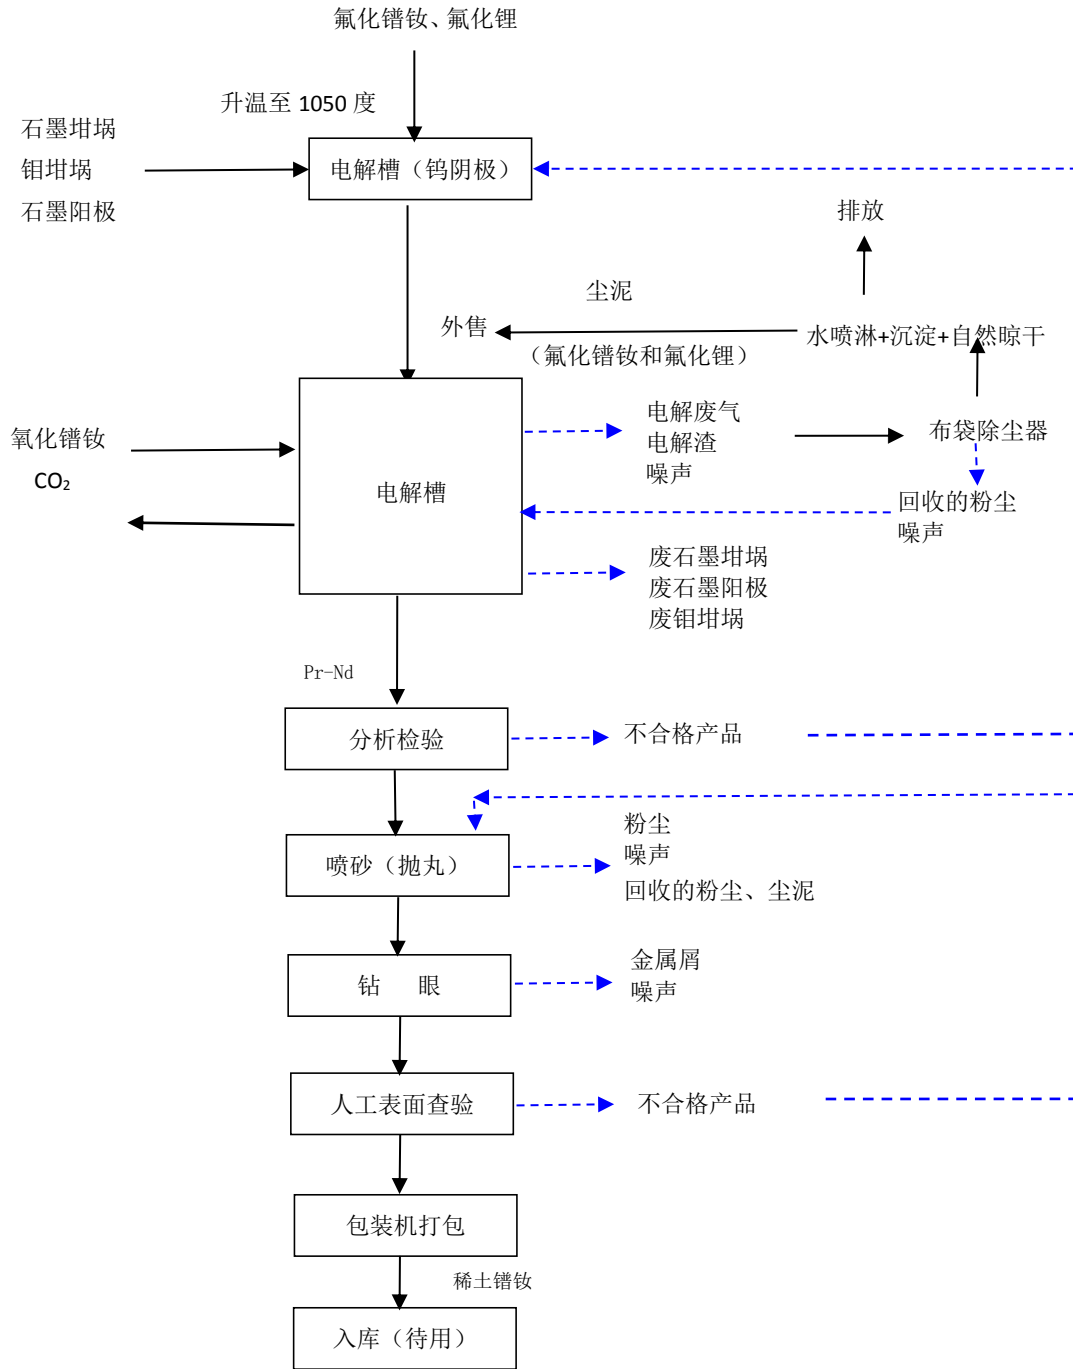 氟化镨钕、氟化锂
升温至 1050 度
石墨坩埚
钼坩埚
石墨阳极
电解槽（钨阴极）
排放
尘泥
外售
水喷淋+沉淀+自然晾干
（氟化镨钕和氟化锂）
电解废气
电解渣
噪声
布袋除尘器
氧化镨钕
CO₂
电解槽
回收的粉尘
噪声
废石墨坩埚
废石墨阳极
废钼坩埚
Pr-Nd
分析检验
不合格产品
粉尘
噪声
回收的粉尘、尘泥
喷砂（抛丸）
金属屑
噪声
钻 眼
人工表面查验
不合格产品
包装机打包
稀土镨钕
入库（待用）